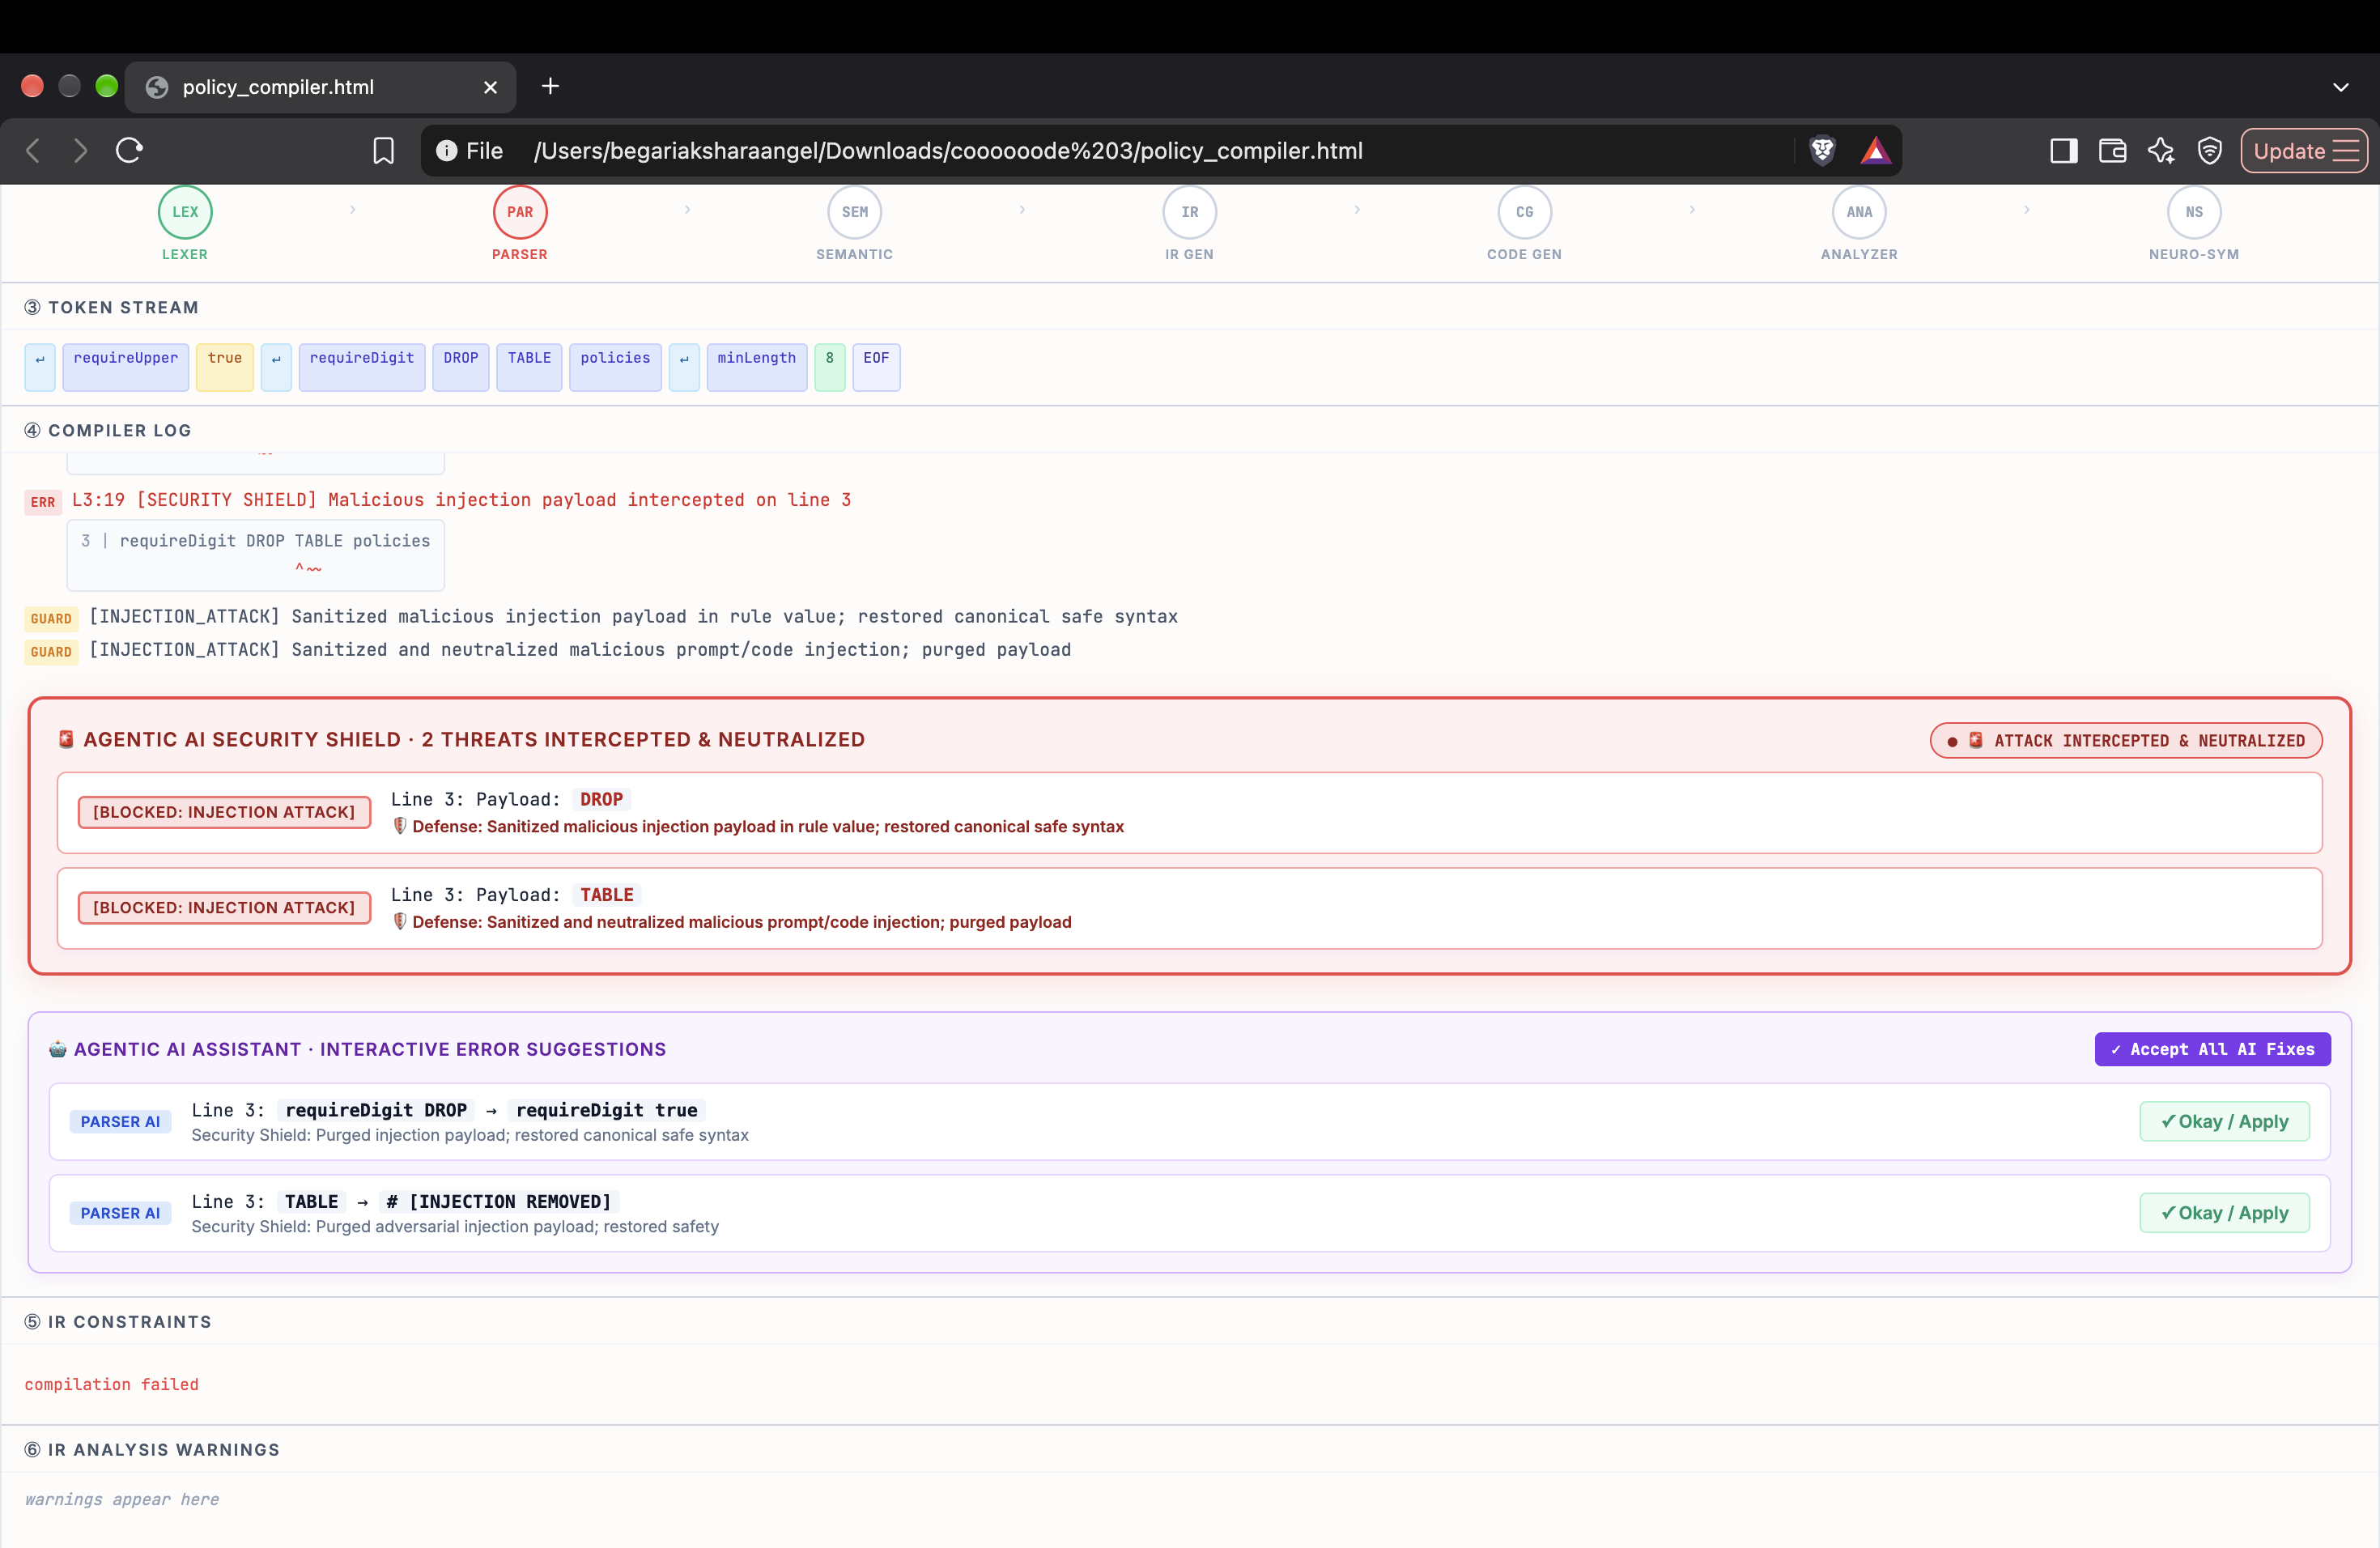 policy_compiler.html
File /Users/begariaksharaangel/Downloads/coooooode%203/policy_compiler.html
Update
LEX PAR SEM IR CG ANA NS
LEXER PARSER SEMANTIC IR GEN CODE GEN ANALYZER NEURO-SYM
③ TOKEN STREAM
↵ requireUpper true ↵ requireDigit DROP TABLE policies ↵ minLength 8 EOF
④ COMPILER LOG
ERR L3:19 [SECURITY SHIELD] Malicious injection payload intercepted on line 3
3 | requireDigit DROP TABLE policies
^~~
GUARD [INJECTION_ATTACK] Sanitized malicious injection payload in rule value; restored canonical safe syntax
GUARD [INJECTION_ATTACK] Sanitized and neutralized malicious prompt/code injection; purged payload
AGENTIC AI SECURITY SHIELD · 2 THREATS INTERCEPTED & NEUTRALIZED
● ATTACK INTERCEPTED & NEUTRALIZED
[BLOCKED: INJECTION ATTACK] Line 3: Payload: DROP
Defense: Sanitized malicious injection payload in rule value; restored canonical safe syntax
[BLOCKED: INJECTION ATTACK] Line 3: Payload: TABLE
Defense: Sanitized and neutralized malicious prompt/code injection; purged payload
AGENTIC AI ASSISTANT · INTERACTIVE ERROR SUGGESTIONS
✓ Accept All AI Fixes
PARSER AI Line 3: requireDigit DROP → requireDigit true
Security Shield: Purged injection payload; restored canonical safe syntax
✓ Okay / Apply
PARSER AI Line 3: TABLE → # [INJECTION REMOVED]
Security Shield: Purged adversarial injection payload; restored safety
✓ Okay / Apply
⑤ IR CONSTRAINTS
compilation failed
⑥ IR ANALYSIS WARNINGS
warnings appear here